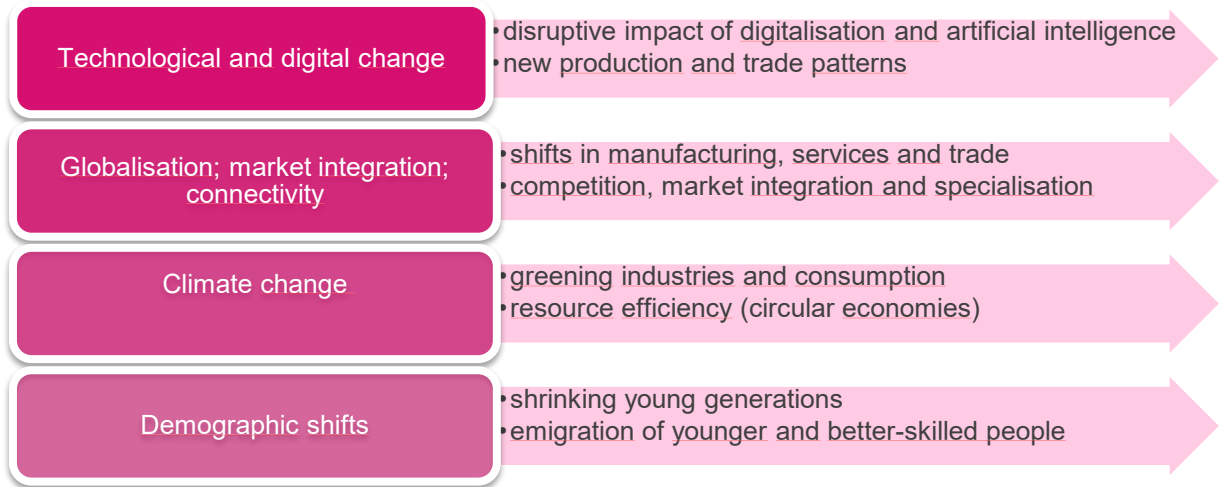 Technological and digital change
•disruptive impact of digitalisation and artificial intelligence
•new production and trade patterns
Globalisation; market integration;
connectivity
•shifts in manufacturing, services and trade
•competition, market integration and specialisation
Climate change
•greening industries and consumption
•resource efficiency (circular economies)
Demographic shifts
•shrinking young generations
•emigration of younger and better-skilled people